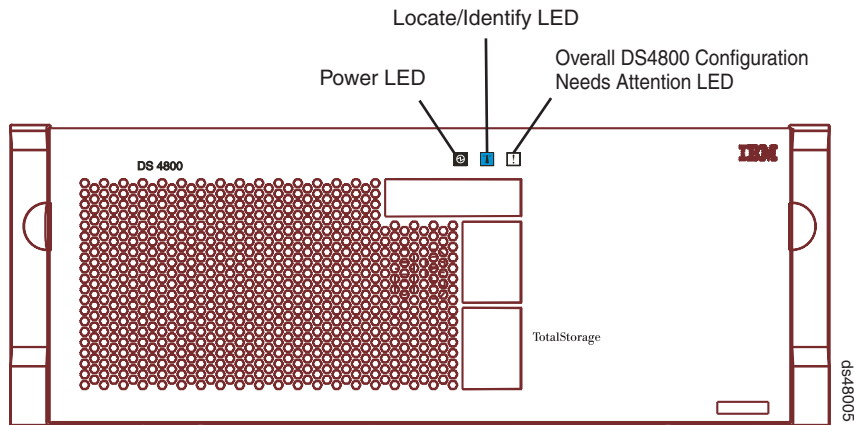 Locate/Identify LED
Overall DS4800 Configuration
Needs Attention LED
Power LED
DS 4800
IBM
TotalStorage
ds48005